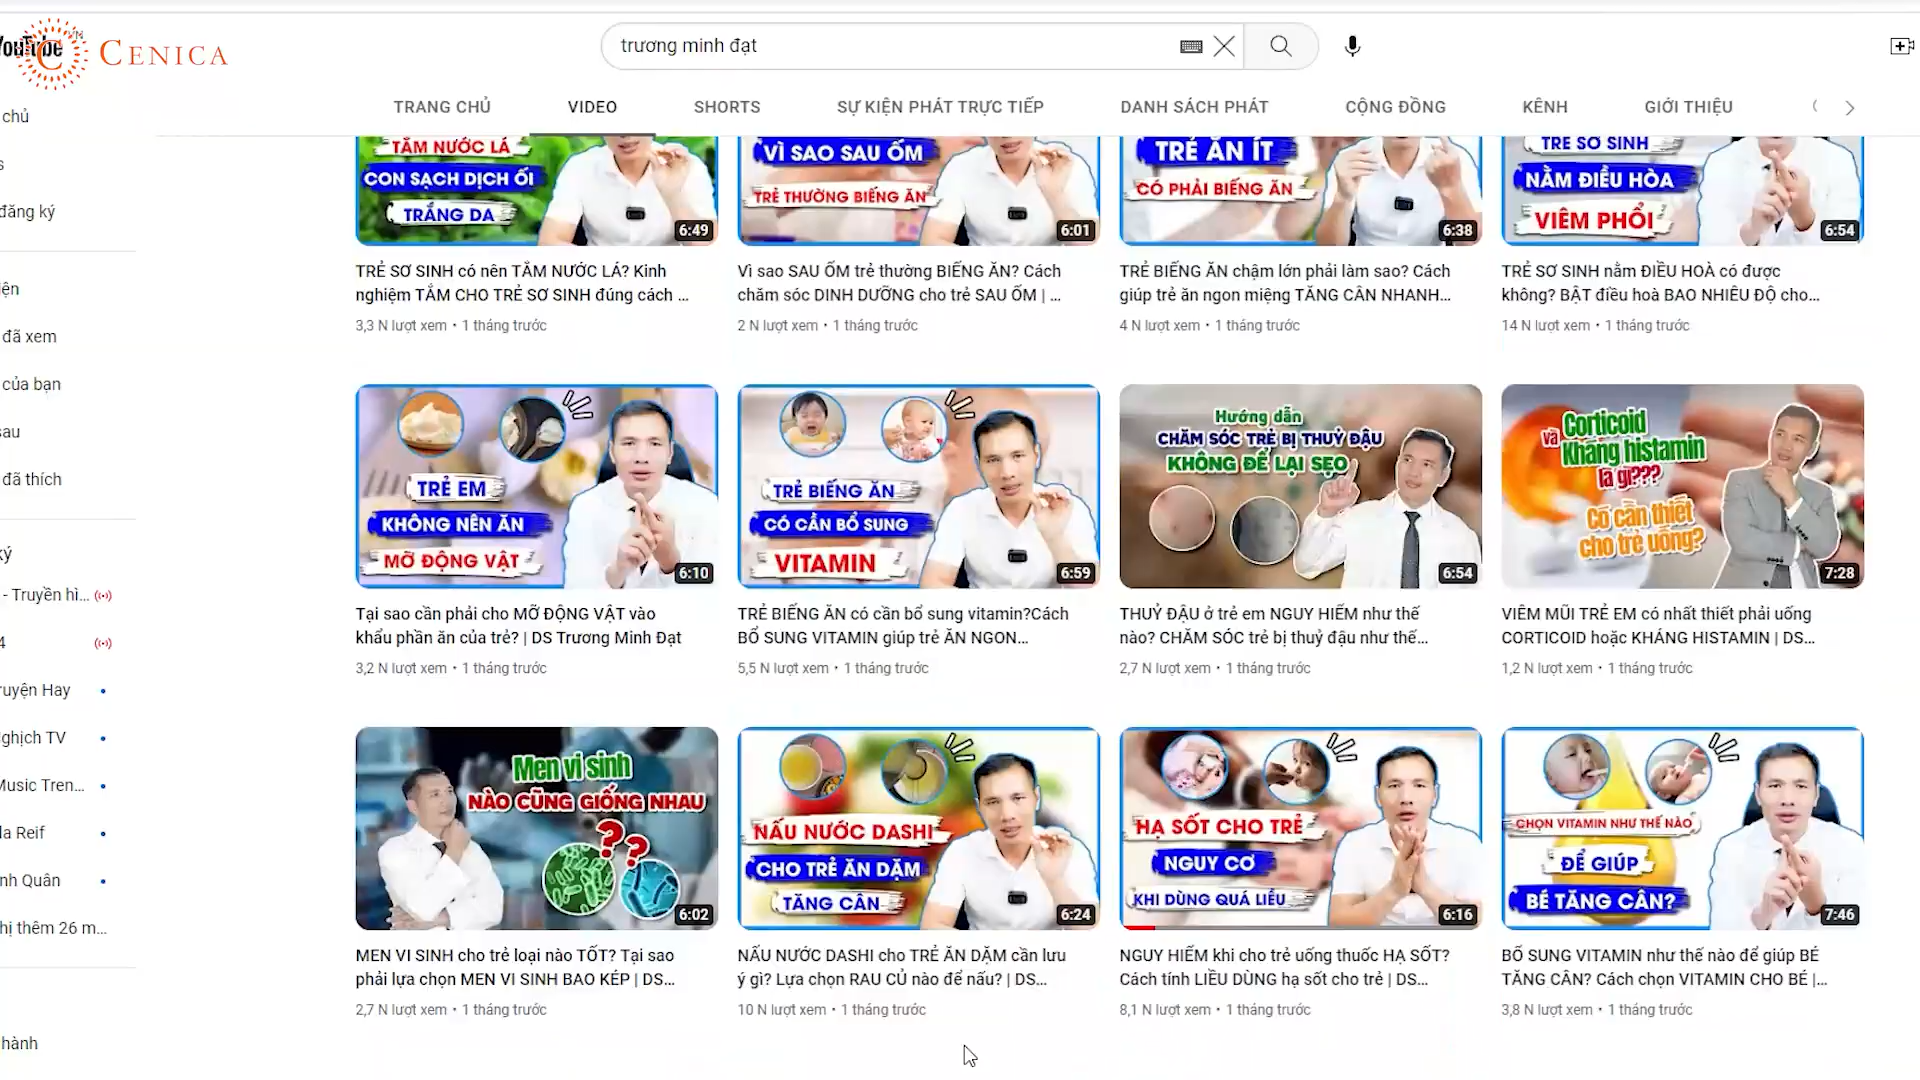 YouTube
VN
CENICA
trương minh đạt
TRANG CHỦ
VIDEO
SHORTS
SỰ KIỆN PHÁT TRỰC TIẾP
DANH SÁCH PHÁT
CỘNG ĐỒNG
KÊNH
GIỚI THIỆU
chủ
s
đăng ký
đã xem
của bạn
sau
đã thích
ký
- Truyền hì...
4
ruyện Hay
Nghịch TV
Music Tren...
la Reif
nh Quân
hị thêm 26 m...
hành
TẮM NƯỚC LÁ
CON SẠCH DỊCH ỐI
TRẮNG DA
6:49
VÌ SAO SAU ỐM
TRẺ THƯỜNG BIẾNG ĂN
6:01
TRẺ ĂN ÍT
CÓ PHẢI BIẾNG ĂN
6:38
TRẺ SƠ SINH
NẰM ĐIỀU HÒA
VIÊM PHỔI
6:54
TRẺ SƠ SINH có nên TẮM NƯỚC LÁ? Kinh
nghiệm TẮM CHO TRẺ SƠ SINH đúng cách ...
3,3 N lượt xem • 1 tháng trước
Vì sao SAU ỐM trẻ thường BIẾNG ĂN? Cách
chăm sóc DINH DƯỠNG cho trẻ SAU ỐM | ...
2 N lượt xem • 1 tháng trước
TRẺ BIẾNG ĂN chậm lớn phải làm sao? Cách
giúp trẻ ăn ngon miệng TĂNG CÂN NHANH...
4 N lượt xem • 1 tháng trước
TRẺ SƠ SINH nằm ĐIỀU HOÀ có được
không? BẬT điều hoà BAO NHIÊU ĐỘ cho...
14 N lượt xem • 1 tháng trước
TRẺ EM
KHÔNG NÊN ĂN
MỠ ĐỘNG VẬT
6:10
TRẺ BIẾNG ĂN
CÓ CẦN BỔ SUNG
VITAMIN
6:59
Hướng dẫn
CHĂM SÓC TRẺ BỊ THUỶ ĐẬU
KHÔNG ĐỂ LẠI SẸO
6:54
Corticoid
và Kháng histamin
là gì???
Có cần thiết
cho trẻ uống?
7:28
Tại sao cần phải cho MỠ ĐỘNG VẬT vào
khẩu phần ăn của trẻ? | DS Trương Minh Đạt
3,2 N lượt xem • 1 tháng trước
TRẺ BIẾNG ĂN có cần bổ sung vitamin?Cách
BỔ SUNG VITAMIN giúp trẻ ĂN NGON...
5,5 N lượt xem • 1 tháng trước
THUỶ ĐẬU ở trẻ em NGUY HIỂM như thế
nào? CHĂM SÓC trẻ bị thuỷ đậu như thế...
2,7 N lượt xem • 1 tháng trước
VIÊM MŨI TRẺ EM có nhất thiết phải uống
CORTICOID hoặc KHÁNG HISTAMIN | DS...
1,2 N lượt xem • 1 tháng trước
Men vi sinh
NÀO CŨNG GIỐNG NHAU
??
6:02
NẤU NƯỚC DASHI
CHO TRẺ ĂN DẶM
TĂNG CÂN
6:24
HẠ SỐT CHO TRẺ
NGUY CƠ
KHI DÙNG QUÁ LIỀU
6:16
CHỌN VITAMIN NHƯ THẾ NÀO
ĐỂ GIÚP
BÉ TĂNG CÂN?
7:46
MEN VI SINH cho trẻ loại nào TỐT? Tại sao
phải lựa chọn MEN VI SINH BAO KÉP | DS...
2,7 N lượt xem • 1 tháng trước
NẤU NƯỚC DASHI cho TRẺ ĂN DẶM cần lưu
ý gì? Lựa chọn RAU CỦ nào để nấu? | DS...
10 N lượt xem • 1 tháng trước
NGUY HIỂM khi cho trẻ uống thuốc HẠ SỐT?
Cách tính LIỀU DÙNG hạ sốt cho trẻ | DS...
8,1 N lượt xem • 1 tháng trước
BỔ SUNG VITAMIN như thế nào để giúp BÉ
TĂNG CÂN? Cách chọn VITAMIN CHO BÉ |...
3,8 N lượt xem • 1 tháng trước